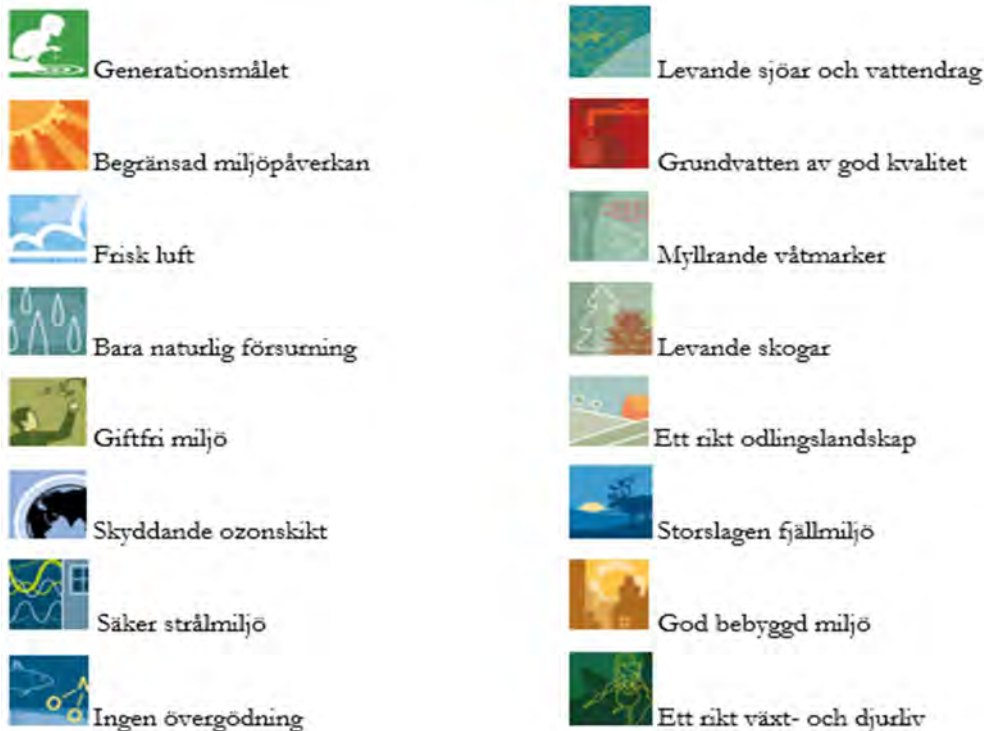 Generationsmålet
Begränsad miljöpåverkan
Frisk luft
Bara naturlig försurning
Giftfri miljö
Skyddande ozonskikt
Säker strålmiljö
Ingen övergödning
Levande sjöar och vattendrag
Grundvatten av god kvalitet
Myllrande våtmarker
Levande skogar
Ett rikt odlingslandskap
Storslagen fjällmiljö
God bebyggd miljö
Ett rikt växt- och djurliv